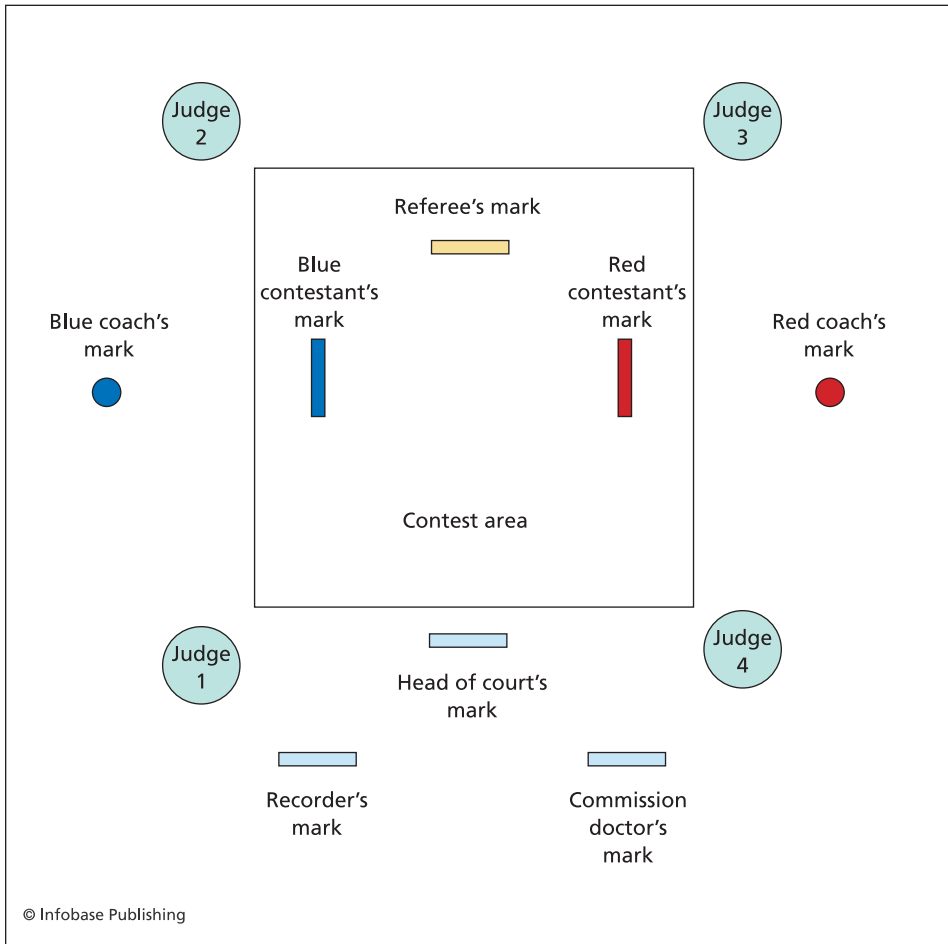 Judge
2
Judge
3
Referee’s mark
Blue
contestant’s
mark
Red
contestant’s
mark
Blue coach’s
mark
Red coach’s
mark
Contest area
Judge
1
Head of court’s
mark
Judge
4
Recorder’s
mark
Commission
doctor’s
mark
© Infobase Publishing